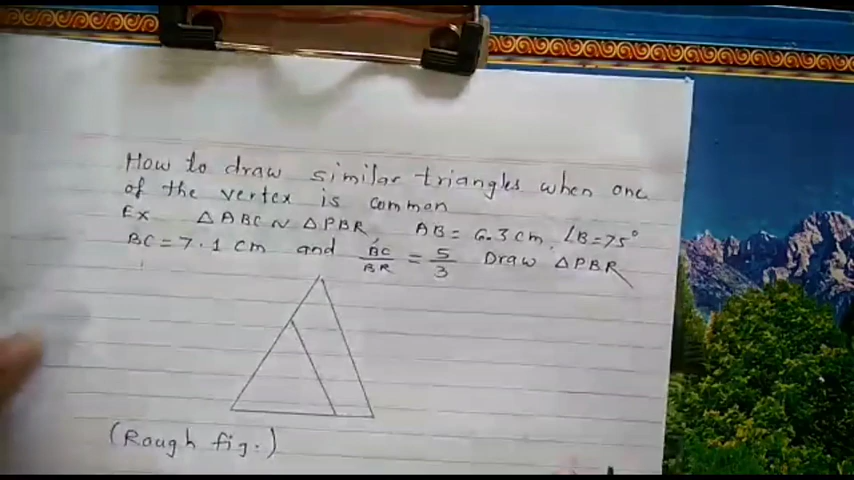 How to draw similar triangles when one
of the vertex is common
Ex △ABC ~ △PBR AB = 6.3 cm, ∠B = 75°
BC = 7.1 cm and BC/BR = 5/3 Draw △PBR
(Rough fig.)